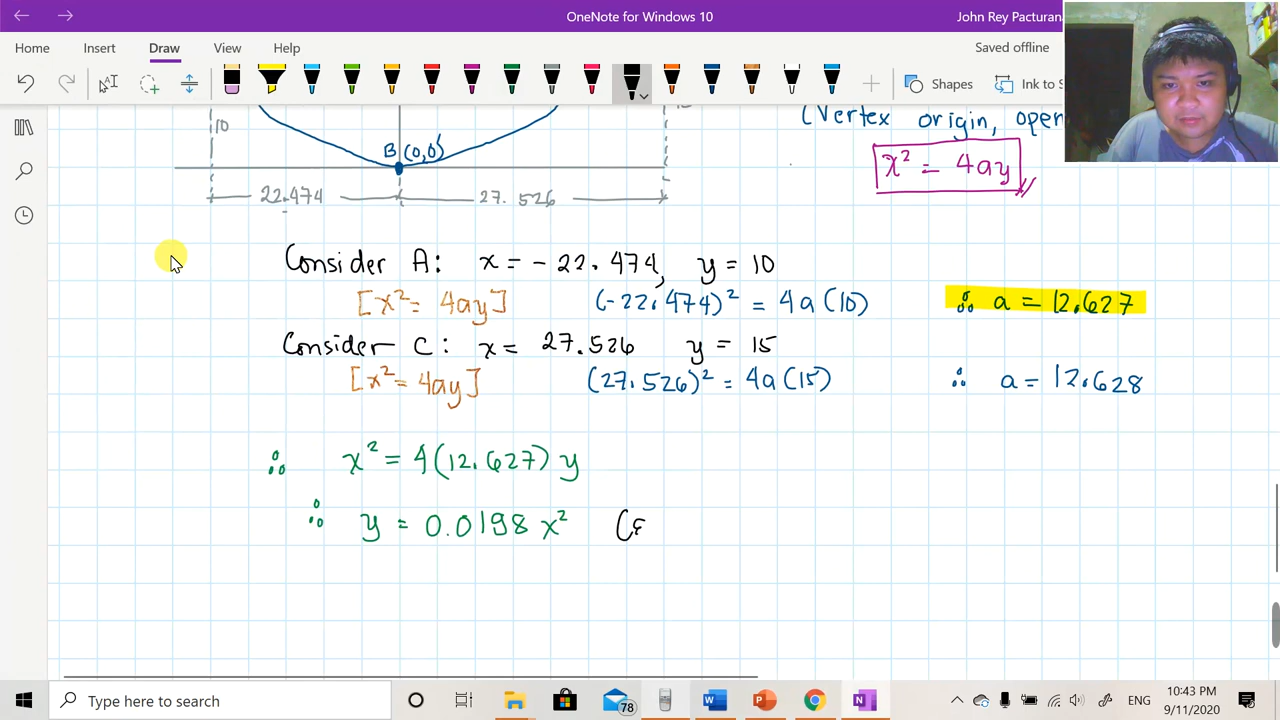 OneNote for Windows 10
John Rey Pacturan
Home Insert Draw View Help
Saved offline
Shapes
Ink to S
(Vertex origin, open
x² = 4ay
10
B (0,0)
22.474
27.526
Consider A: x = -22.474, y = 10
[x² = 4ay] (-22.474)² = 4a(10) ∴ a = 12.627
Consider C: x = 27.526 y = 15
[x² = 4ay] (27.526)² = 4a(15) ∴ a = 12.628
∴ x² = 4(12.627) y
∴ y = 0.0198 x²
Type here to search
78
ENG
10:43 PM
9/11/2020